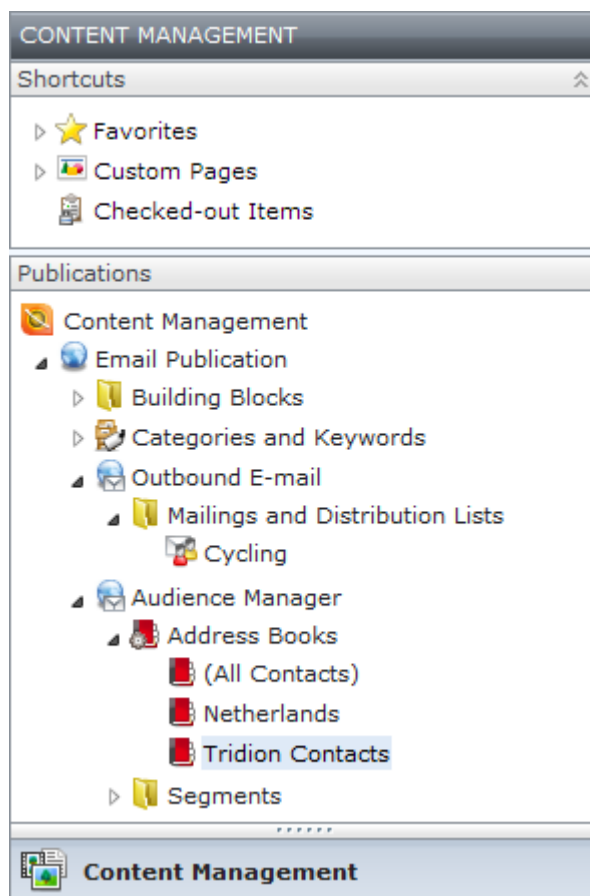 CONTENT MANAGEMENT
Shortcuts
Favorites
Custom Pages
Checked-out Items
Publications
Content Management
Email Publication
Building Blocks
Categories and Keywords
Outbound E-mail
Mailings and Distribution Lists
Cycling
Audience Manager
Address Books
(All Contacts)
Netherlands
Tridion Contacts
Segments
Content Management